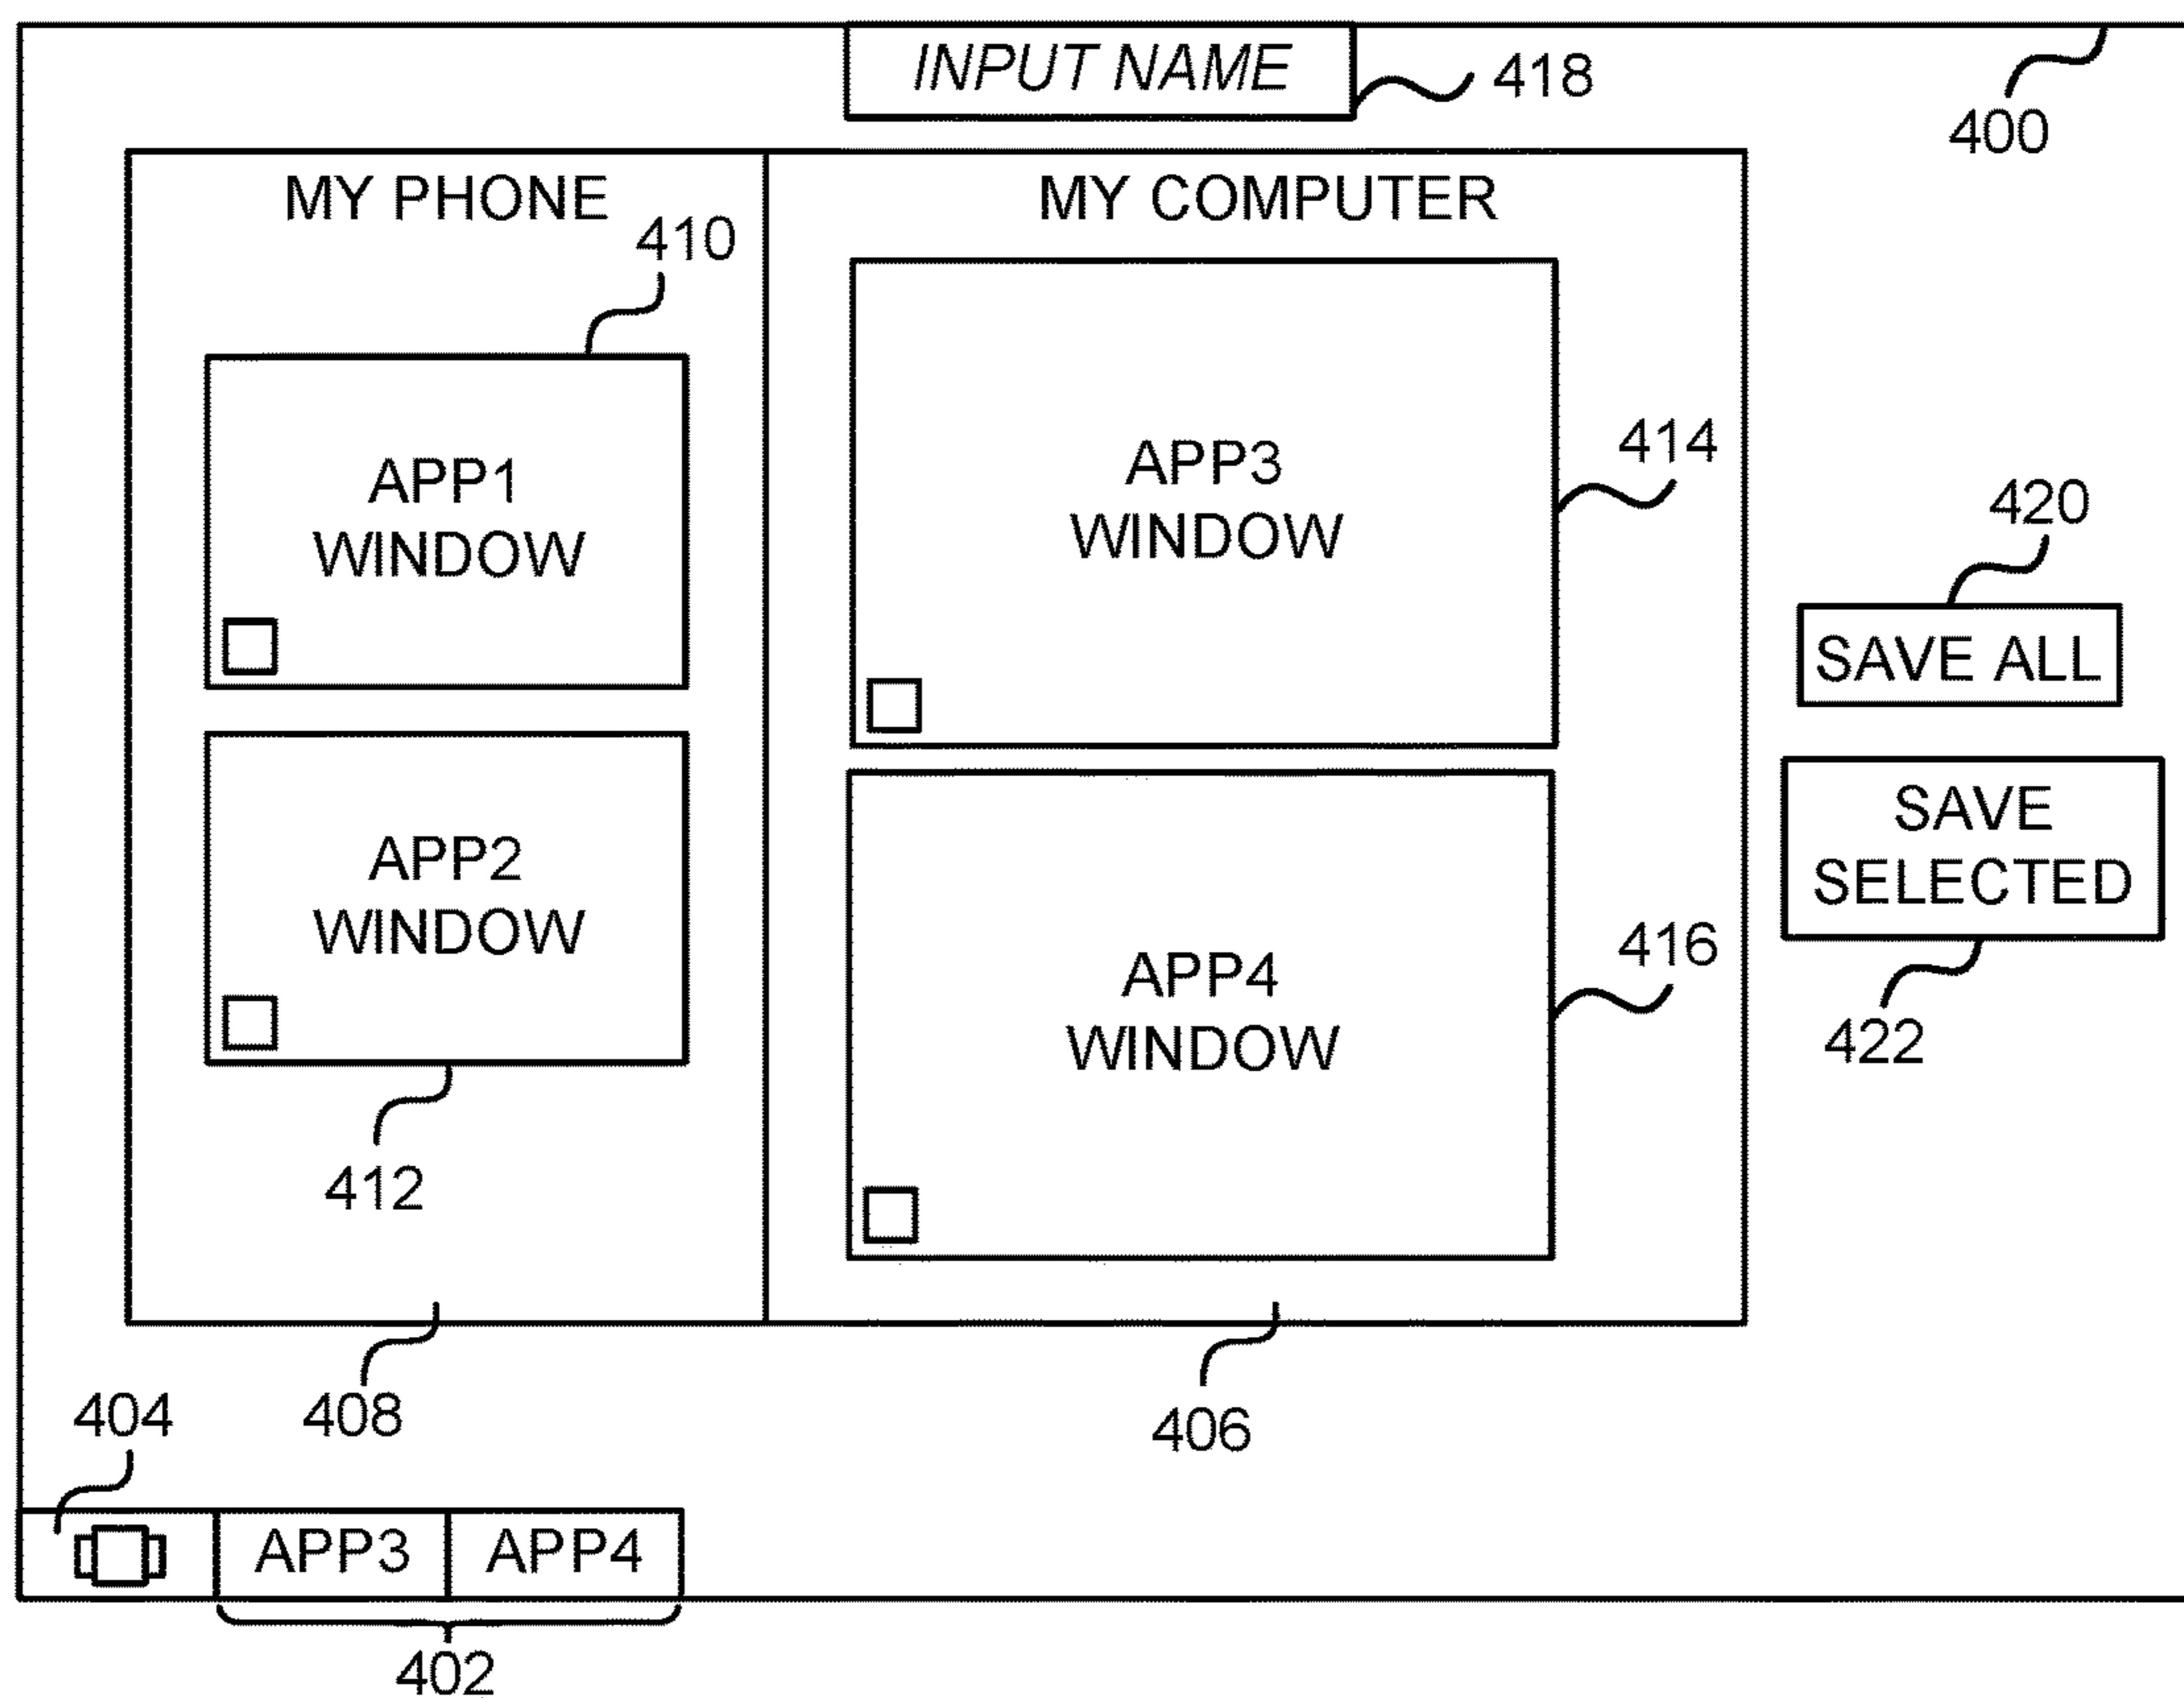 INPUT NAME
418
400
MY PHONE
MY COMPUTER
410
APP1
WINDOW
APP3
WINDOW
414
420
SAVE ALL
APP2
WINDOW
SAVE
SELECTED
APP4
WINDOW
416
422
412
404
408
406
APP3
APP4
402